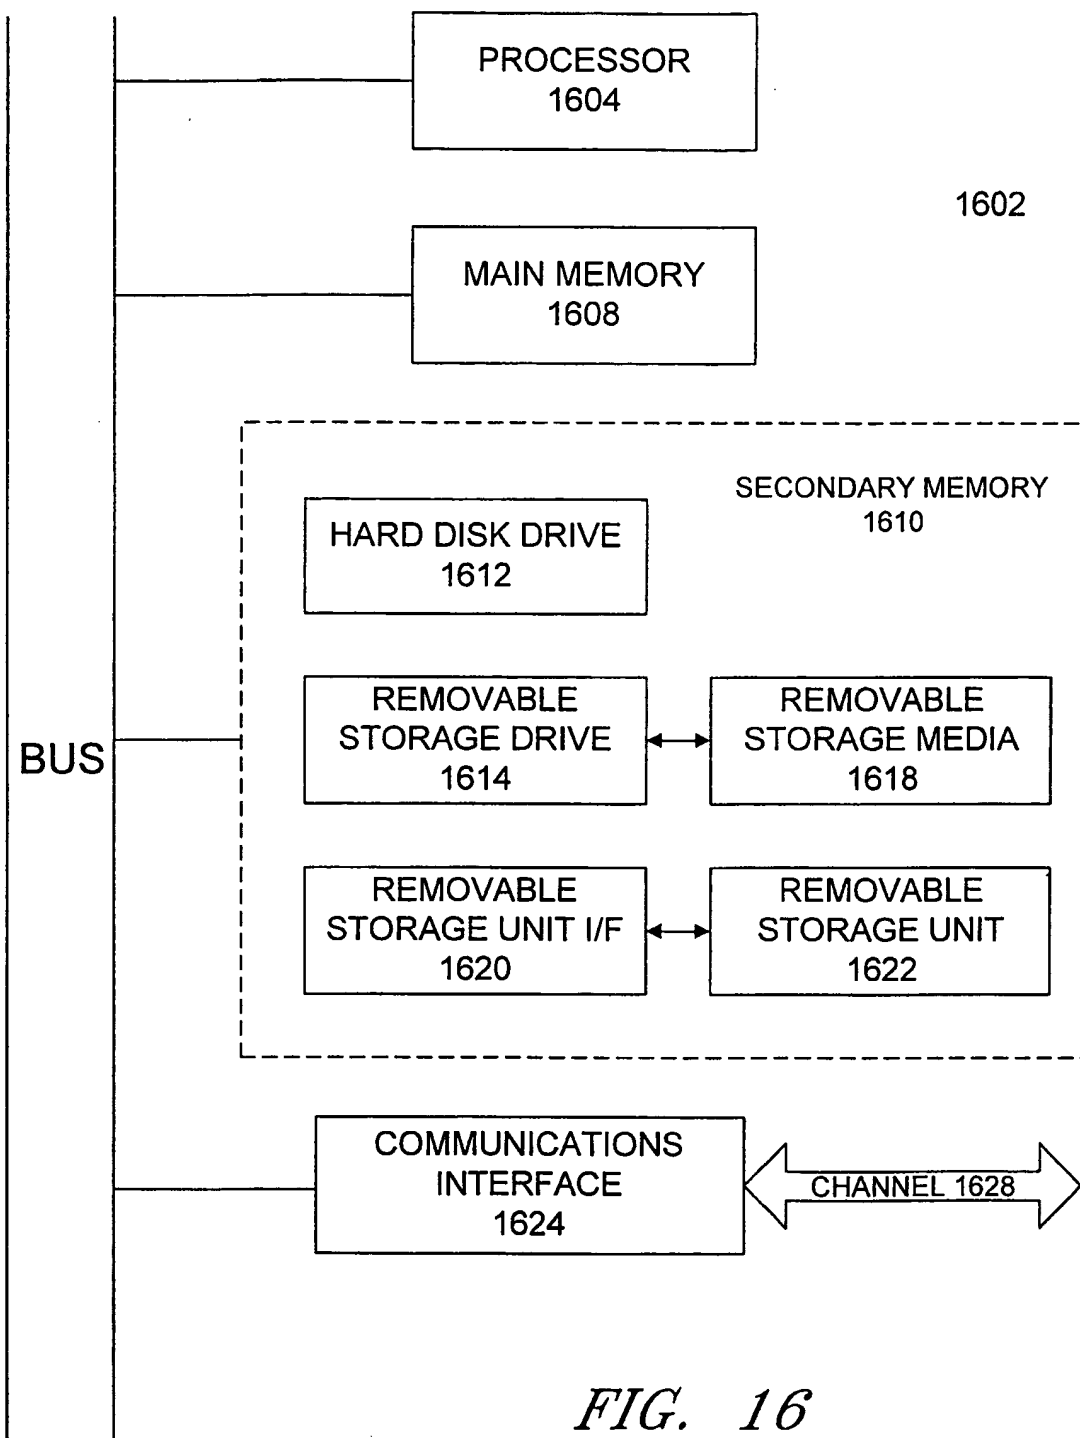 PROCESSOR
1604
1602
MAIN MEMORY
1608
SECONDARY MEMORY
1610
HARD DISK DRIVE
1612
REMOVABLE
STORAGE DRIVE
1614
REMOVABLE
STORAGE MEDIA
1618
BUS
REMOVABLE
STORAGE UNIT I/F
1620
REMOVABLE
STORAGE UNIT
1622
COMMUNICATIONS
INTERFACE
1624
CHANNEL 1628
FIG. 16